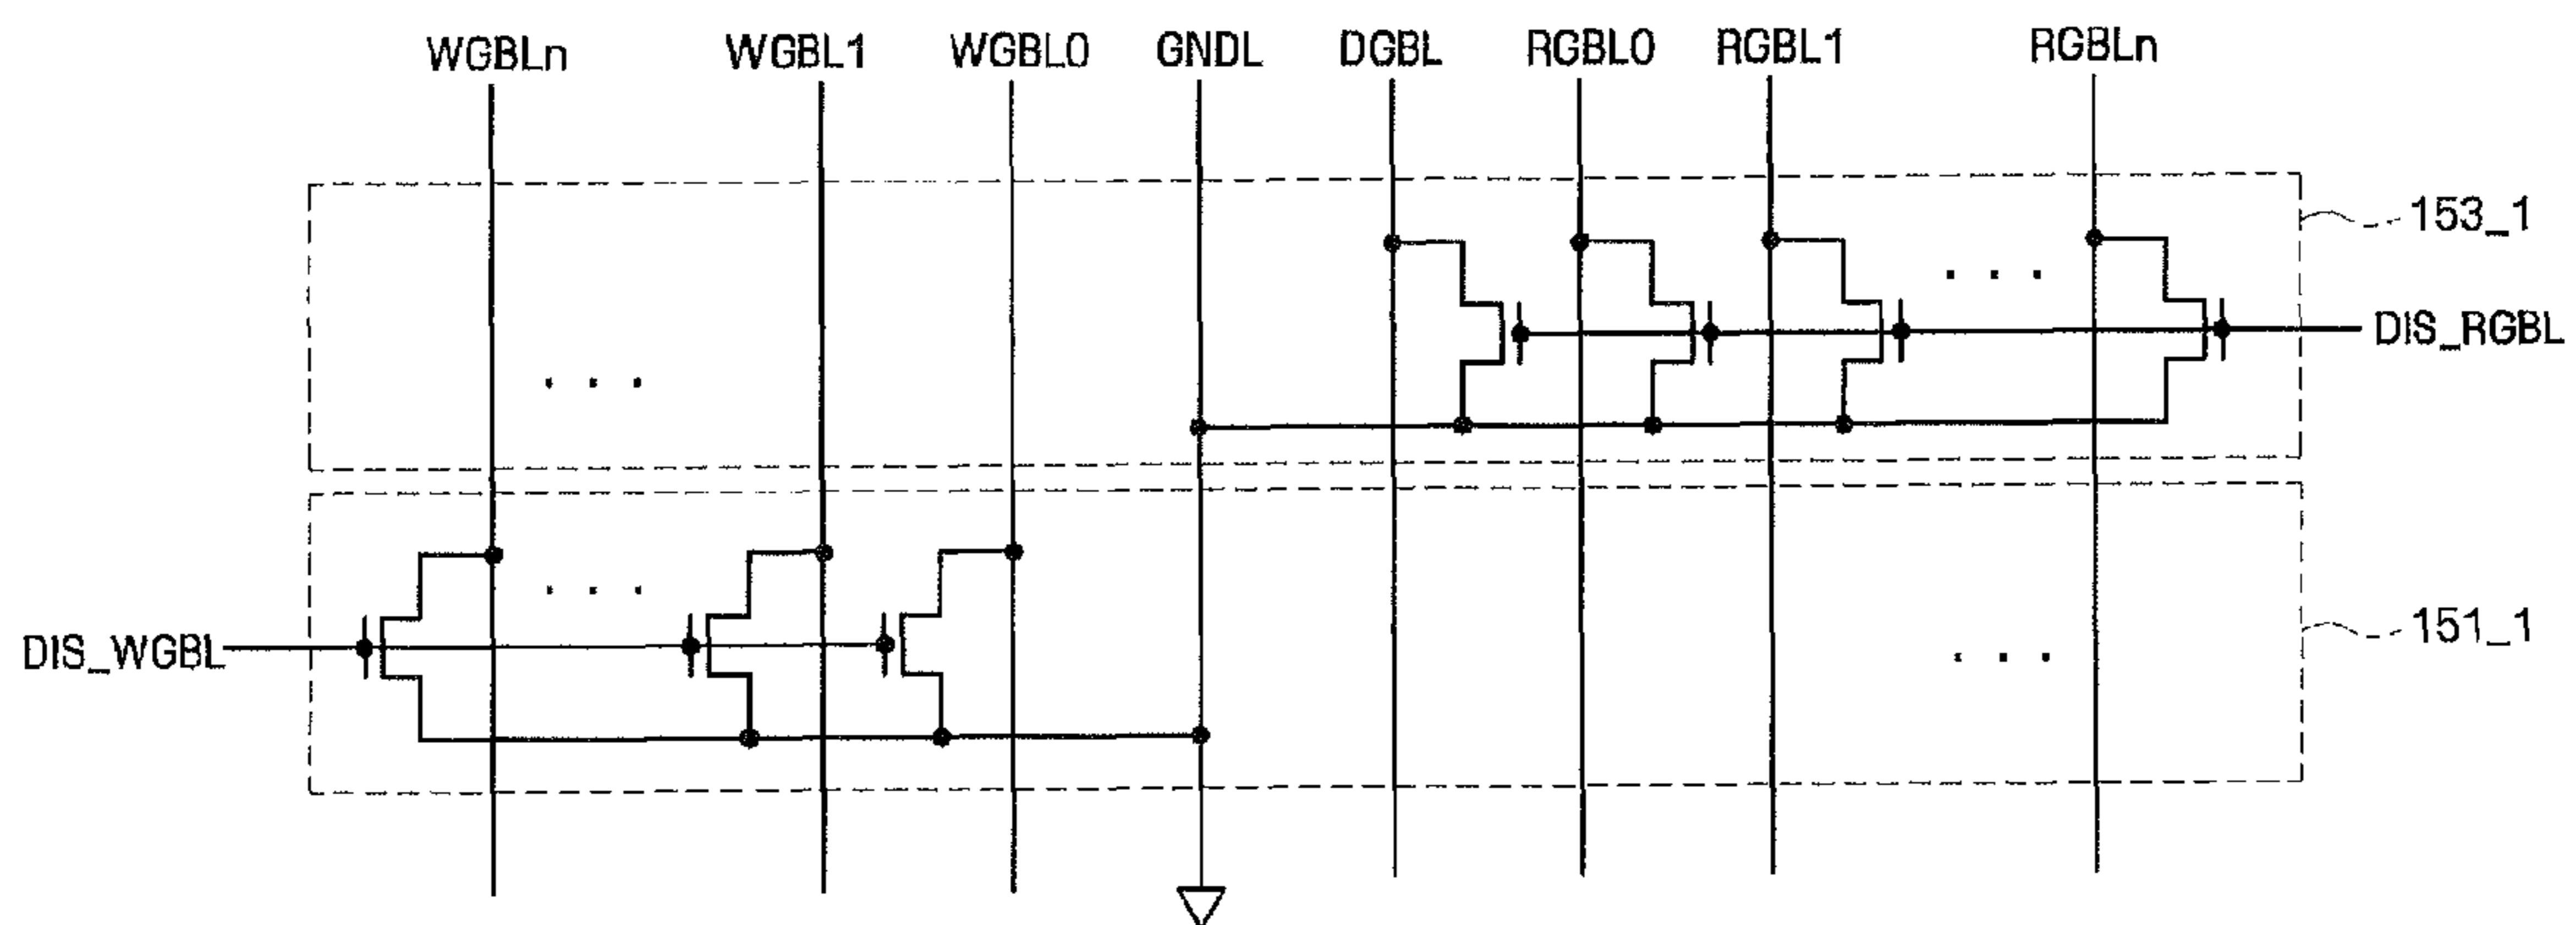 WGBLn WGBL1 WGBL0 GNDL DGBL RGBL0 RGBL1 RGBLn
153_1
. . .
DIS_RGBL
. . .
. . .
151_1
DIS_WGBL
. . .